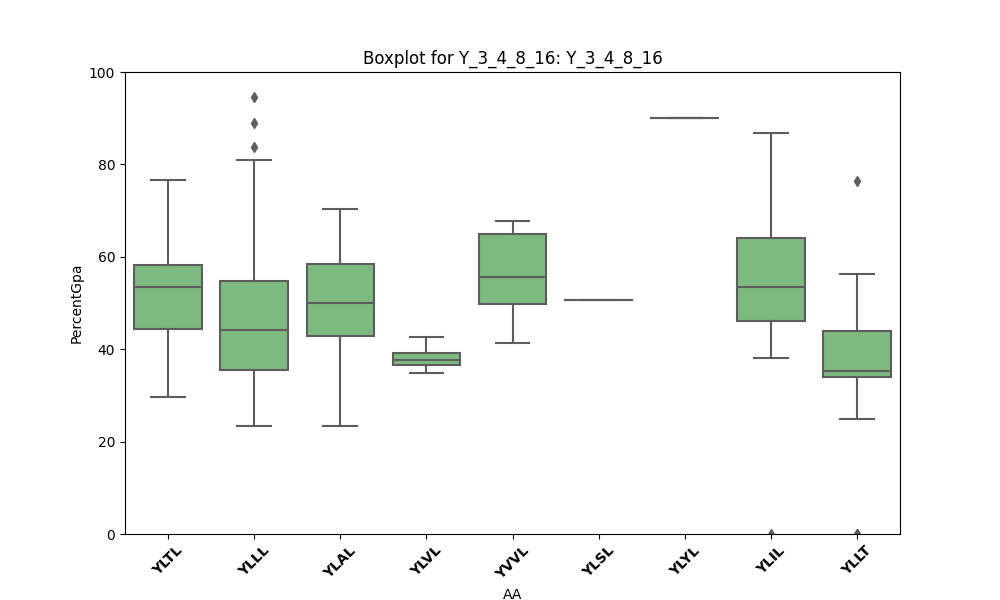 Boxplot for Y_3_4_8_16: Y_3_4_8_16
100
80
60
40
20
0
PercentGpa
YLTL
YLLL
YLAL
YLVL
YVVL
YLSL
YLYL
YLIL
YLLT
AA